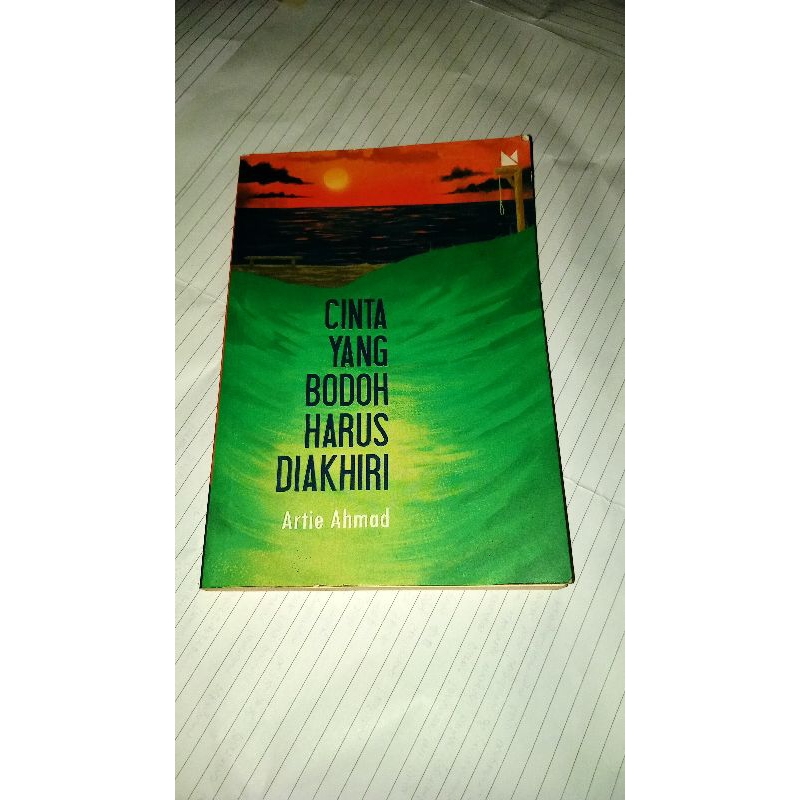 CINTA
YANG
BODOH
HARUS
DIAKHIRI
Artie Ahmad